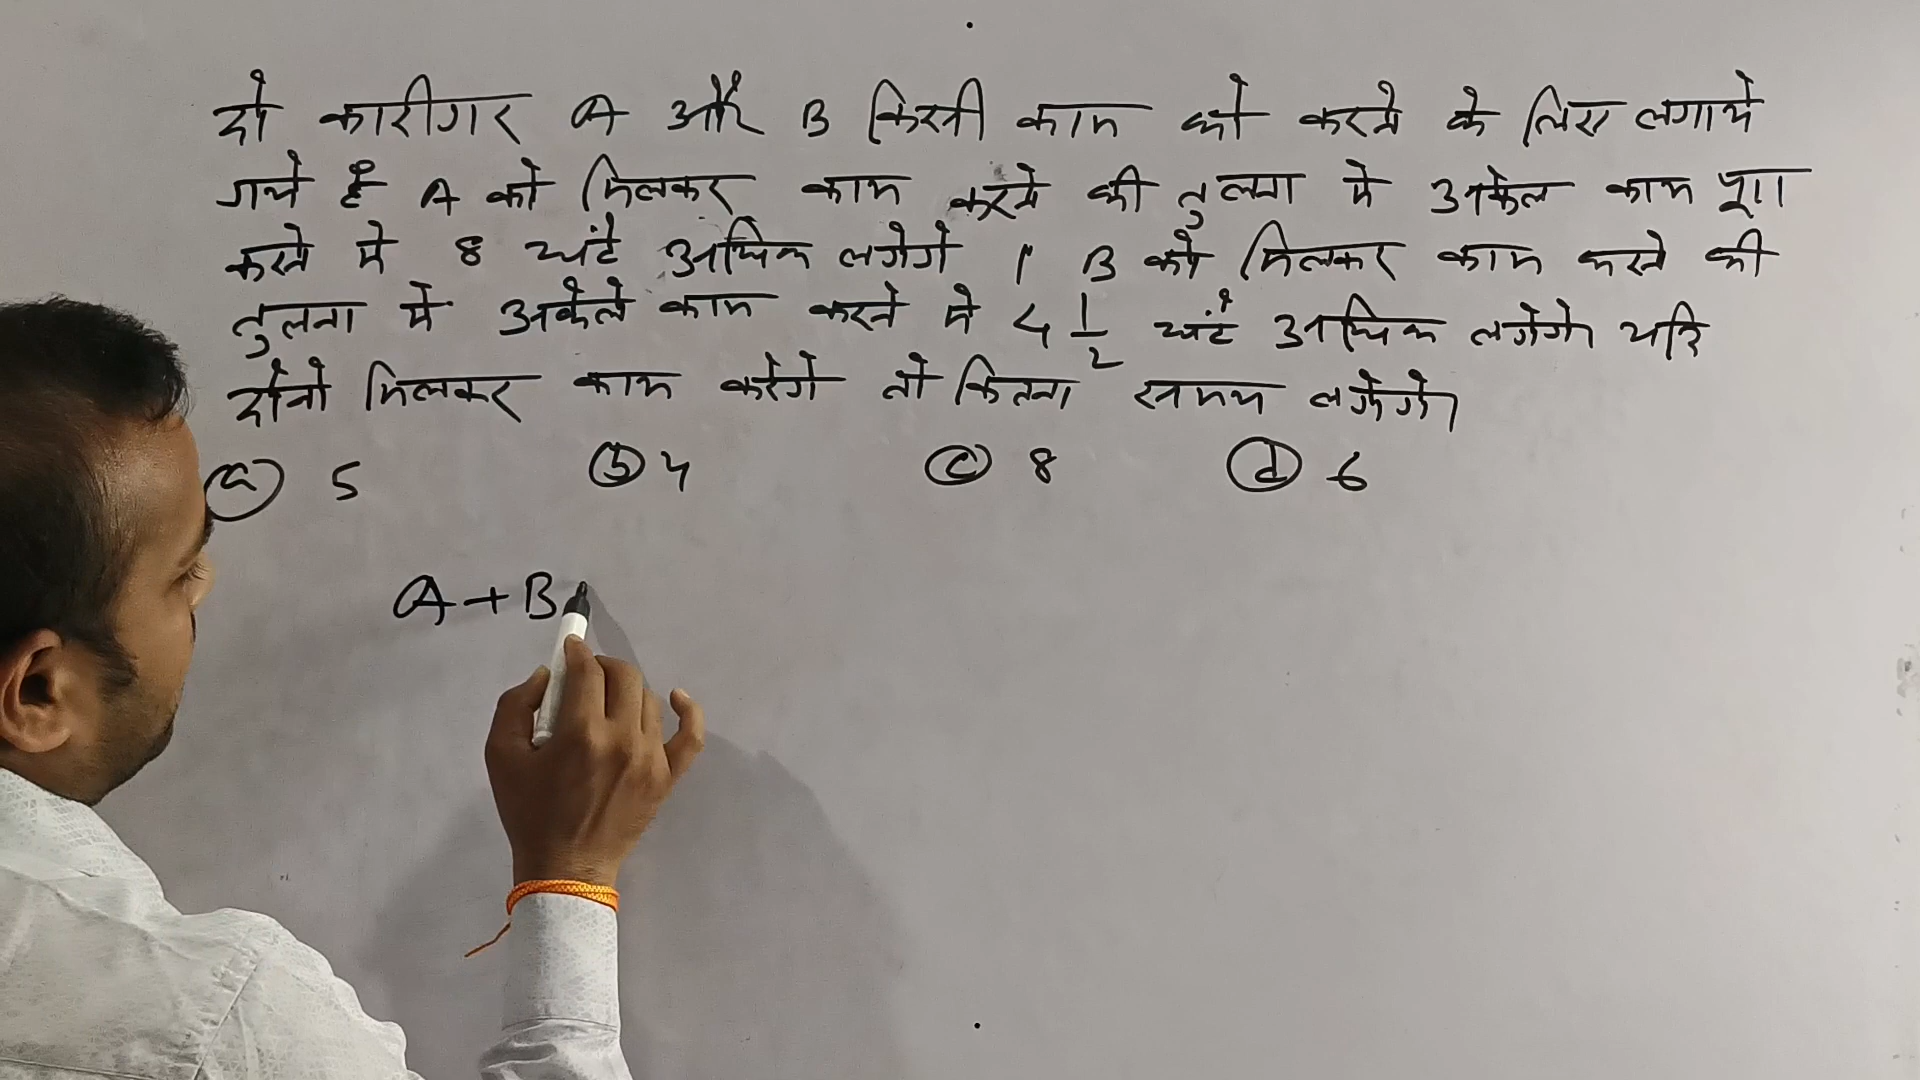 दो कारीगर A और B किसी काम को करने के लिए लगाये
गये है A को मिलकर काम करने की तुलना मे अकेल काम पूरा
करने मे 8 घंटे अधिक लगेगे । B को मिलकर काम करने की
तुलना मे अकेले काम करने मे 4 1/2 घंटे अधिक लगेगे। यदि
दोनो मिलकर काम करेगे तो कितना समय लगेगे।
(a) 5 (b) 4 (c) 8 (d) 6
A + B